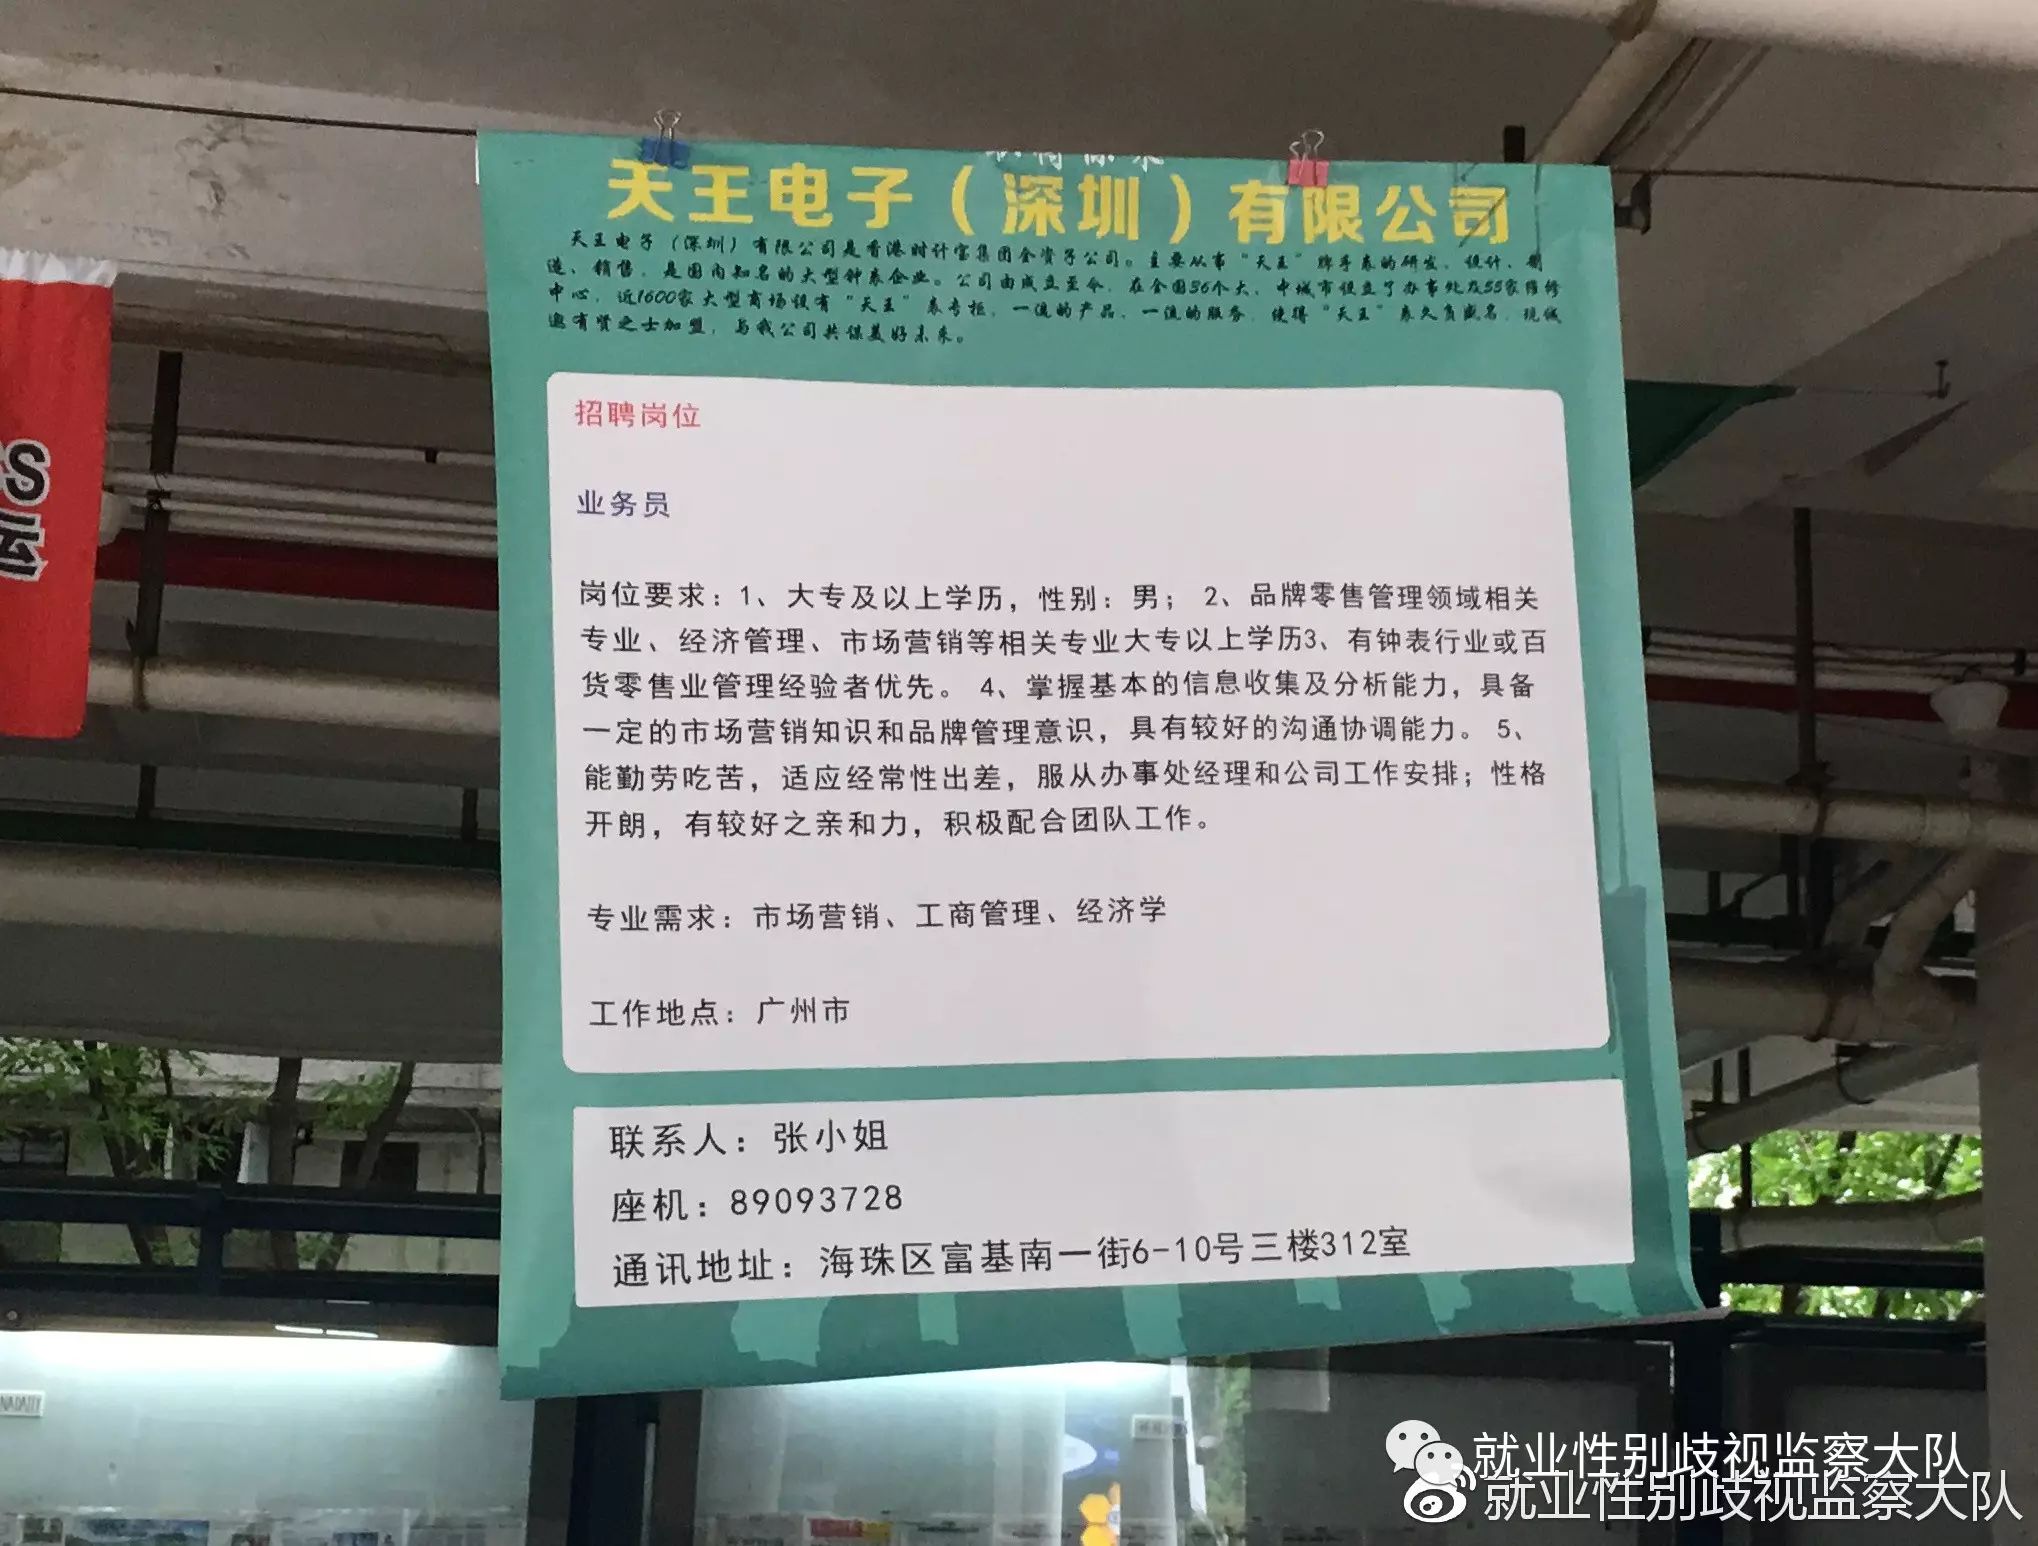 天王电子（深圳）有限公司
天王电子（深圳）有限公司是香港时计宝集团全资子公司。主要从事“天王”牌手表的研发、设计、制
造、销售，是国内知名的大型钟表企业。公司由成立至今，在全国36个大、中城市设立了办事处及53家维修
中心，近1600家大型商场设有“天王”表专柜，一流的产品、一流的服务，使得“天王”表久负盛名，现诚
邀有贤之士加盟，与我公司共谋美好未来。
招聘岗位
业务员
岗位要求：1、大专及以上学历，性别：男； 2、品牌零售管理领域相关
专业、经济管理、市场营销等相关专业大专以上学历3、有钟表行业或百
货零售业管理经验者优先。 4、掌握基本的信息收集及分析能力，具备
一定的市场营销知识和品牌管理意识，具有较好的沟通协调能力。 5、
能勤劳吃苦，适应经常性出差，服从办事处经理和公司工作安排；性格
开朗，有较好之亲和力，积极配合团队工作。
专业需求：市场营销、工商管理、经济学
工作地点：广州市
联系人：张小姐
座机：89093728
通讯地址：海珠区富基南一街6-10号三楼312室
就业性别歧视监察大队
就业性别歧视监察大队